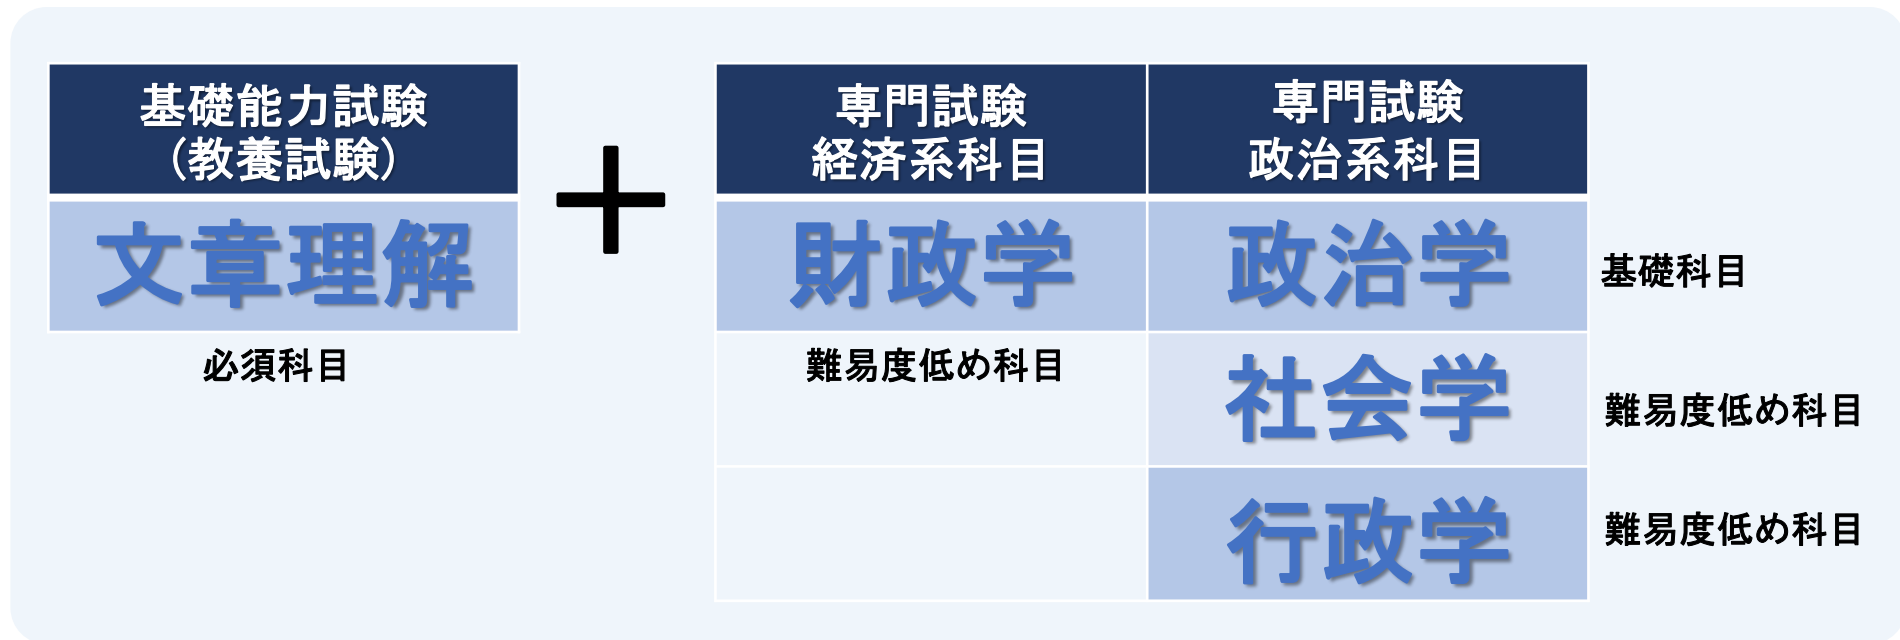 基礎能力試験
（教養試験）
文章理解
必須科目
＋
専門試験
経済系科目
財政学
難易度低め科目
専門試験
政治系科目
政治学
基礎科目
社会学
難易度低め科目
行政学
難易度低め科目